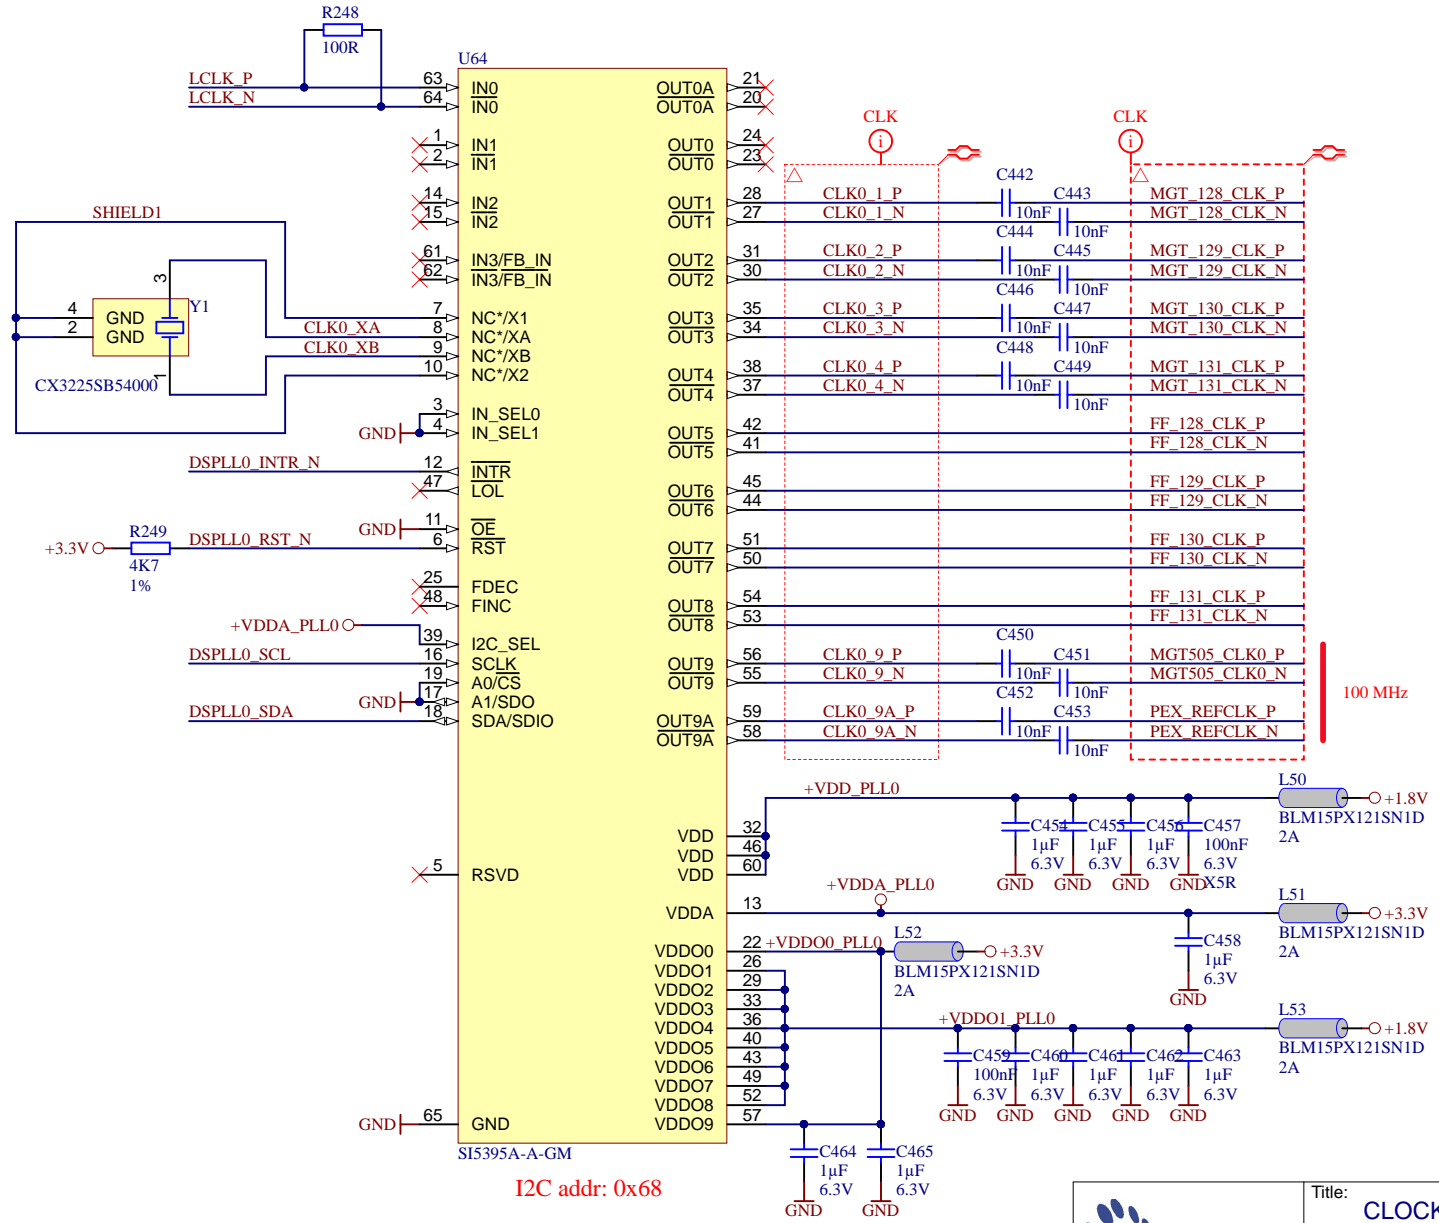 R248
100R
U64
LCLK_P 63 IN0
LCLK_N 64 IN0
1 IN1
2 IN1
14 IN2
15 IN2
61 IN3/FB_IN
62 IN3/FB_IN
SHIELD1
3
4 GND
2 GND
Y1
1
CX3225SB54000
7 NC*/X1
CLK0_XA 8 NC*/XA
CLK0_XB 9 NC*/XB
10 NC*/X2
3 IN_SEL0
GND 4 IN_SEL1
DSPLL0_INTR_N 12 INTR
47 LOL
GND 11 OE
+3.3V R249 DSPLL0_RST_N 6 RST
4K7
1%
25 FDEC
48 FINC
+VDDA_PLL0 39 I2C_SEL
DSPLL0_SCL 16 SCLK
19 A0/CS
GND 17 A1/SDO
DSPLL0_SDA 18 SDA/SDIO
5 RSVD
GND 65 GND
SI5395A-A-GM
I2C addr: 0x68
OUT0A 21
OUT0A 20
OUT0 24
OUT0 23
CLK
i
CLK
i
OUT1 28 CLK0_1_P C442 10nF MGT_128_CLK_P
OUT1 27 CLK0_1_N C443 10nF MGT_128_CLK_N
OUT2 31 CLK0_2_P C444 10nF MGT_129_CLK_P
OUT2 30 CLK0_2_N C445 10nF MGT_129_CLK_N
OUT3 35 CLK0_3_P C446 10nF MGT_130_CLK_P
OUT3 34 CLK0_3_N C447 10nF MGT_130_CLK_N
OUT4 38 CLK0_4_P C448 10nF MGT_131_CLK_P
OUT4 37 CLK0_4_N C449 10nF MGT_131_CLK_N
OUT5 42 FF_128_CLK_P
OUT5 41 FF_128_CLK_N
OUT6 45 FF_129_CLK_P
OUT6 44 FF_129_CLK_N
OUT7 51 FF_130_CLK_P
OUT7 50 FF_130_CLK_N
OUT8 54 FF_131_CLK_P
OUT8 53 FF_131_CLK_N
OUT9 56 CLK0_9_P C450 10nF MGT505_CLK0_P
OUT9 55 CLK0_9_N C451 10nF MGT505_CLK0_N
OUT9A 59 CLK0_9A_P C452 10nF PEX_REFCLK_P
OUT9A 58 CLK0_9A_N C453 10nF PEX_REFCLK_N
100 MHz
+VDD_PLL0 L50 +1.8V
BLM15PX121SN1D
2A
VDD 32
VDD 46
VDD 60
C454 C455 C456 C457
1µF 1µF 1µF 100nF
6.3V 6.3V 6.3V 6.3V
GND GND GND GND X5R
+VDDA_PLL0
VDDA 13 L51 +3.3V
BLM15PX121SN1D
2A
C458
1µF
6.3V
GND
VDDO0 22 +VDDO0_PLL0 L52 +3.3V
BLM15PX121SN1D
2A
VDDO1 26
VDDO2 29
VDDO3 33
VDDO4 36 +VDDO1_PLL0 L53 +1.8V
BLM15PX121SN1D
2A
VDDO5 40
VDDO6 43
VDDO7 49
VDDO8 52
VDDO9 57
C459 C460 C461 C462 C463
100nF 1µF 1µF 1µF 1µF
6.3V 6.3V 6.3V 6.3V 6.3V
GND GND GND GND GND
C464 C465
1µF 1µF
6.3V 6.3V
GND GND
Title:
CLOCK